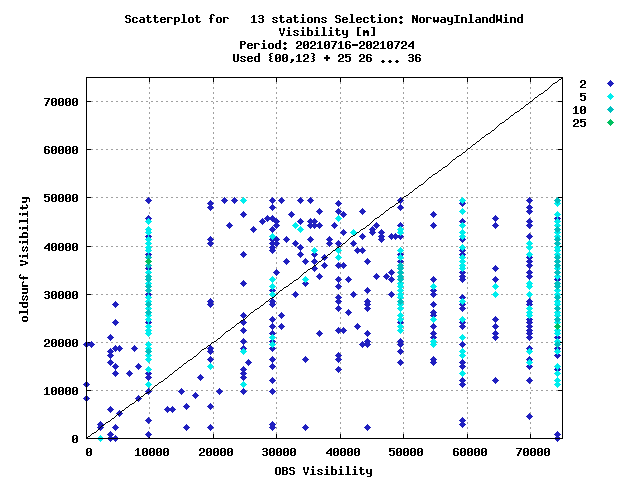 Scatterplot for   13 stations Selection: NorwayInlandWind
Visibility [m]
Period: 20210716-20210724
Used {00,12} + 25 26 ... 36
2
5
10
25
70000
60000
50000
40000
30000
20000
10000
0
oldsurf Visibility
0 10000 20000 30000 40000 50000 60000 70000
OBS Visibility